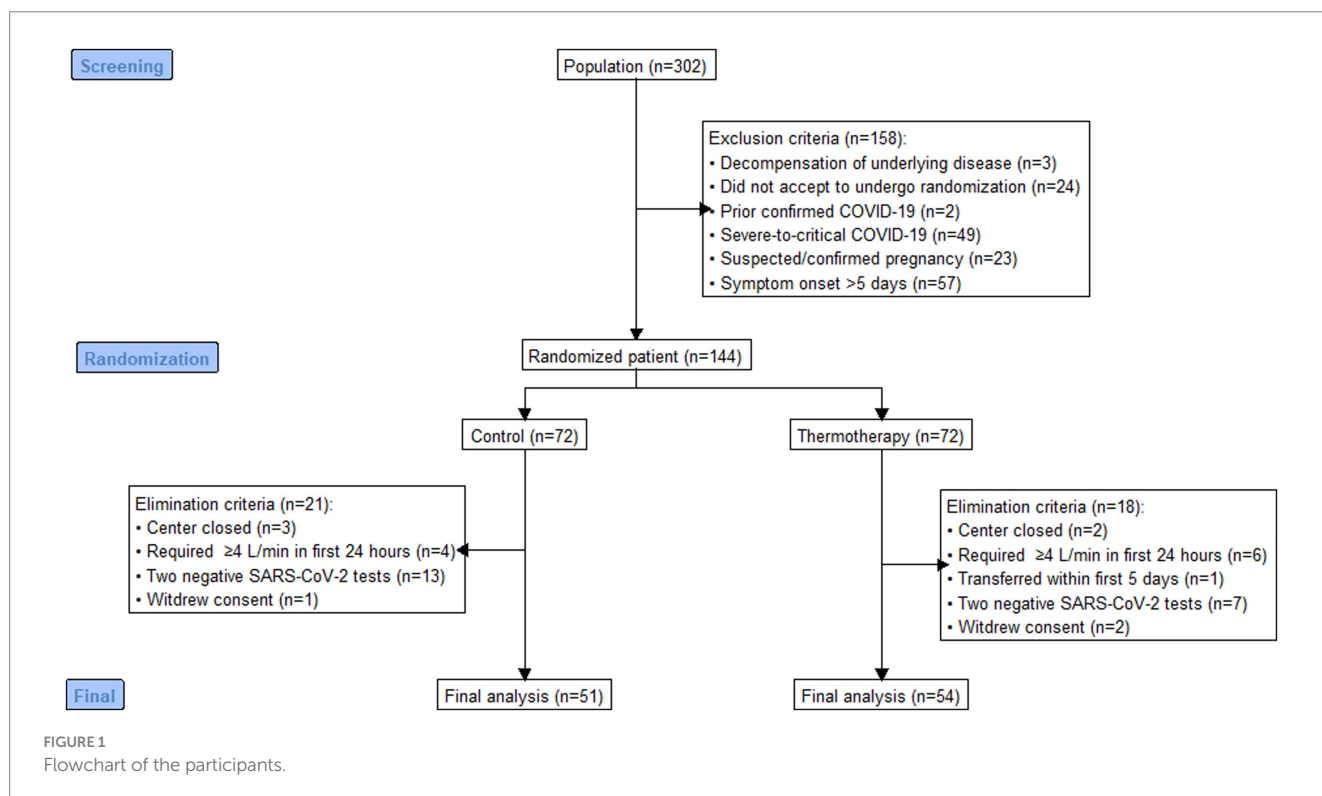 Screening
Population (n=302)
Exclusion criteria (n=158):
• Decompensation of underlying disease (n=3)
• Did not accept to undergo randomization (n=24)
• Prior confirmed COVID-19 (n=2)
• Severe-to-critical COVID-19 (n=49)
• Suspected/confirmed pregnancy (n=23)
• Symptom onset >5 days (n=57)
Randomization
Randomized patient (n=144)
Control (n=72)
Thermotherapy (n=72)
Elimination criteria (n=21):
• Center closed (n=3)
• Required ≥4 L/min in first 24 hours (n=4)
• Two negative SARS-CoV-2 tests (n=13)
• Witdrew consent (n=1)
Elimination criteria (n=18):
• Center closed (n=2)
• Required ≥4 L/min in first 24 hours (n=6)
• Transferred within first 5 days (n=1)
• Two negative SARS-CoV-2 tests (n=7)
• Witdrew consent (n=2)
Final
Final analysis (n=51)
Final analysis (n=54)
FIGURE 1
Flowchart of the participants.